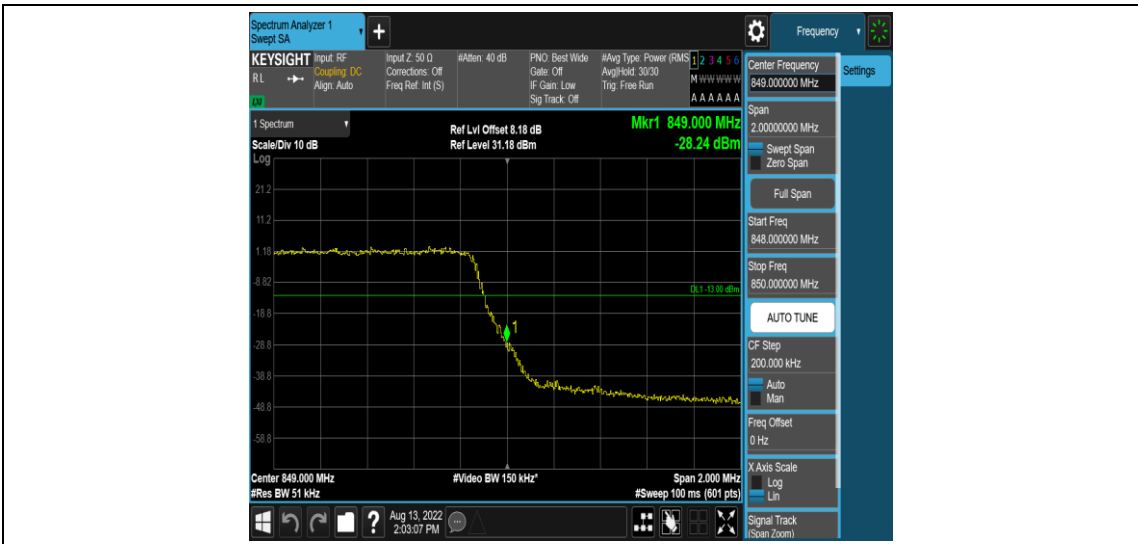 Spectrum Analyzer 1
Swept SA
+
Frequency
KEYSIGHT
RL
LXI
Input: RF
Coupling: DC
Align: Auto
Input Z: 50 Ω
Corrections: Off
Freq Ref: Int (S)
#Atten: 40 dB
PNO: Best Wide
Gate: Off
IF Gain: Low
Sig Track: Off
#Avg Type: Power (RMS
Avg|Hold: 30/30
Trig: Free Run
1 2 3 4 5 6
M W W W W W
A A A A A A
1 Spectrum
Scale/Div 10 dB
Log
Ref Lvl Offset 8.18 dB
Ref Level 31.18 dBm
Mkr1 849.000 MHz
-28.24 dBm
21.2
11.2
1.18
-8.82
-18.8
-28.8
-38.8
-48.8
-58.8
DL1 -13.00 dBm
1
Center 849.000 MHz
#Res BW 51 kHz
#Video BW 150 kHz*
Span 2.000 MHz
#Sweep 100 ms (601 pts)
?
Aug 13, 2022
2:03:07 PM
Center Frequency
849.000000 MHz
Settings
Span
2.00000000 MHz
Swept Span
Zero Span
Full Span
Start Freq
848.000000 MHz
Stop Freq
850.000000 MHz
AUTO TUNE
CF Step
200.000 kHz
Auto
Man
Freq Offset
0 Hz
X Axis Scale
Log
Lin
Signal Track
(Span Zoom)